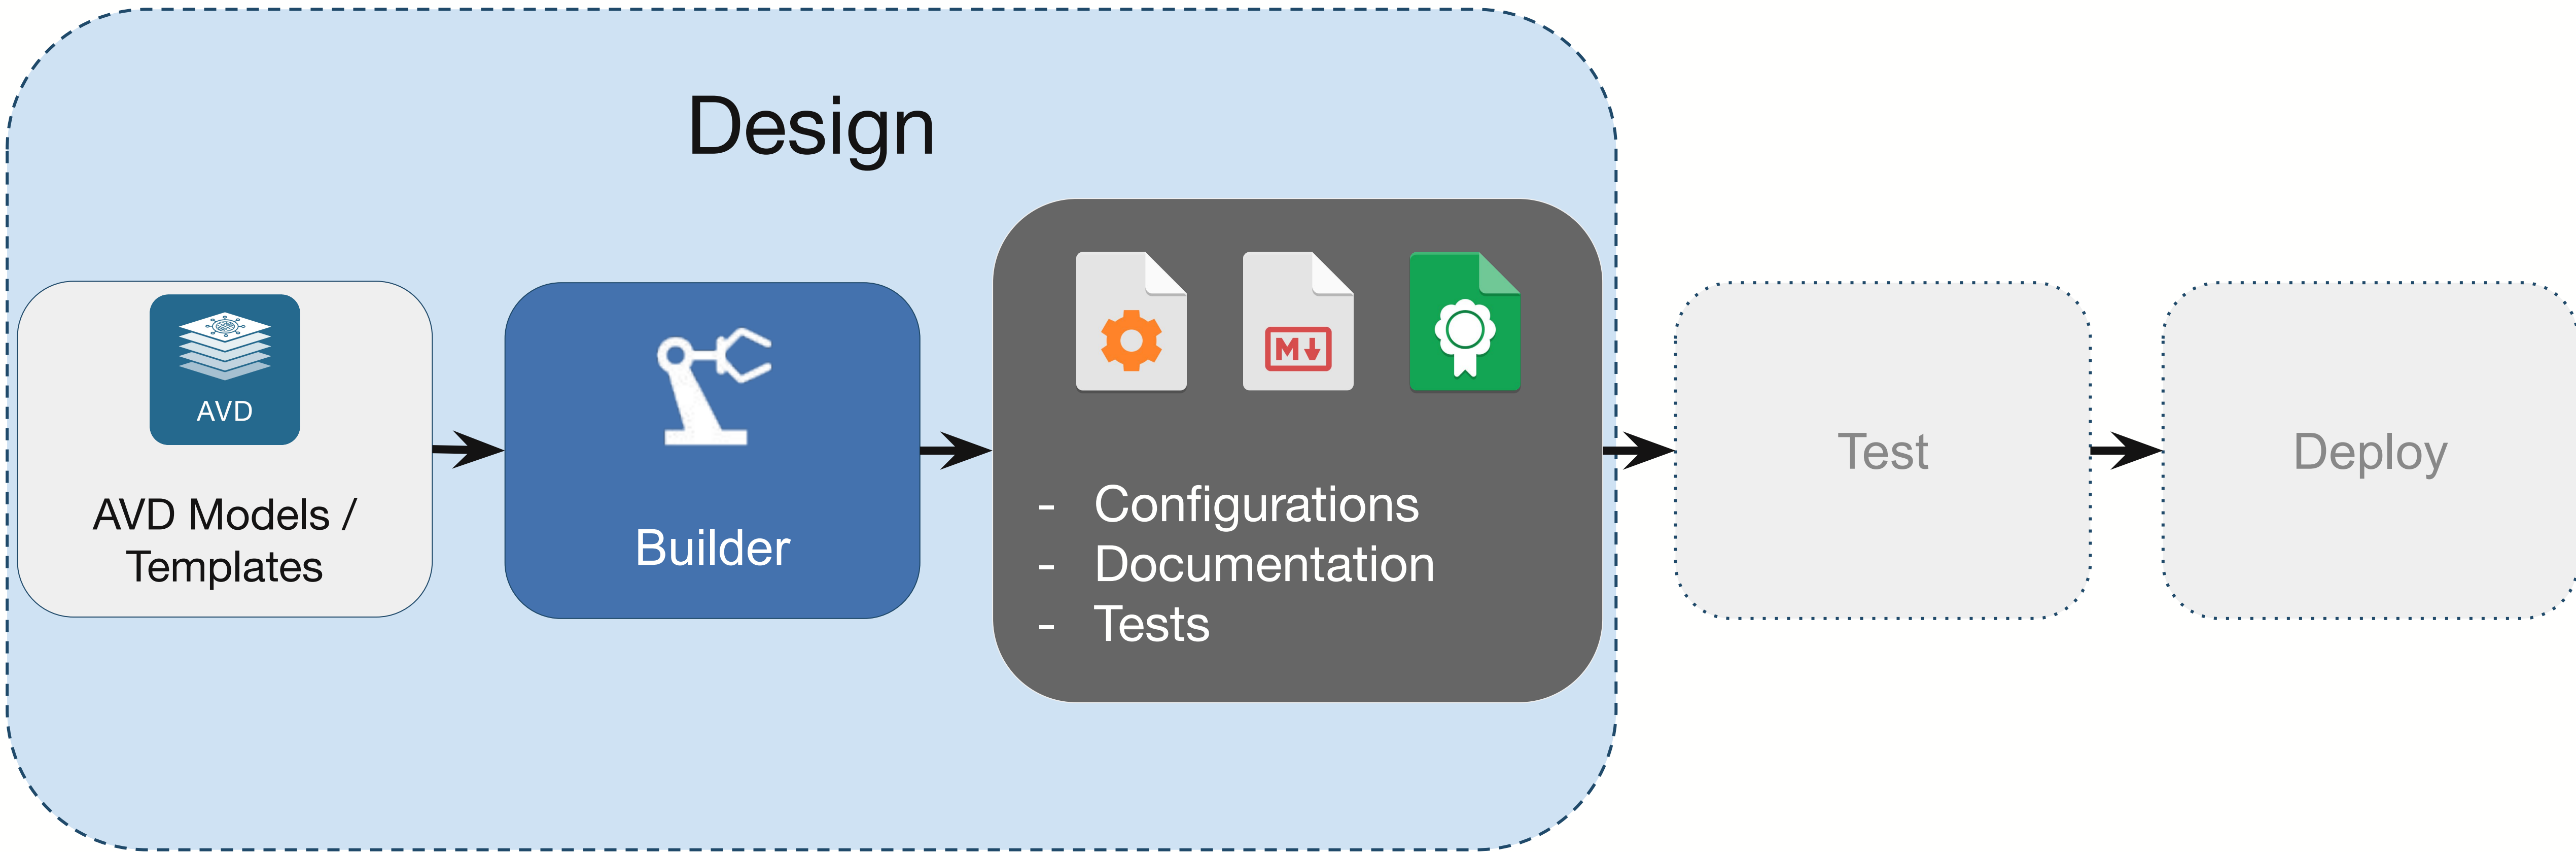 Design
AVD
AVD Models /
Templates
Builder
M
- Configurations
- Documentation
- Tests
Test
Deploy